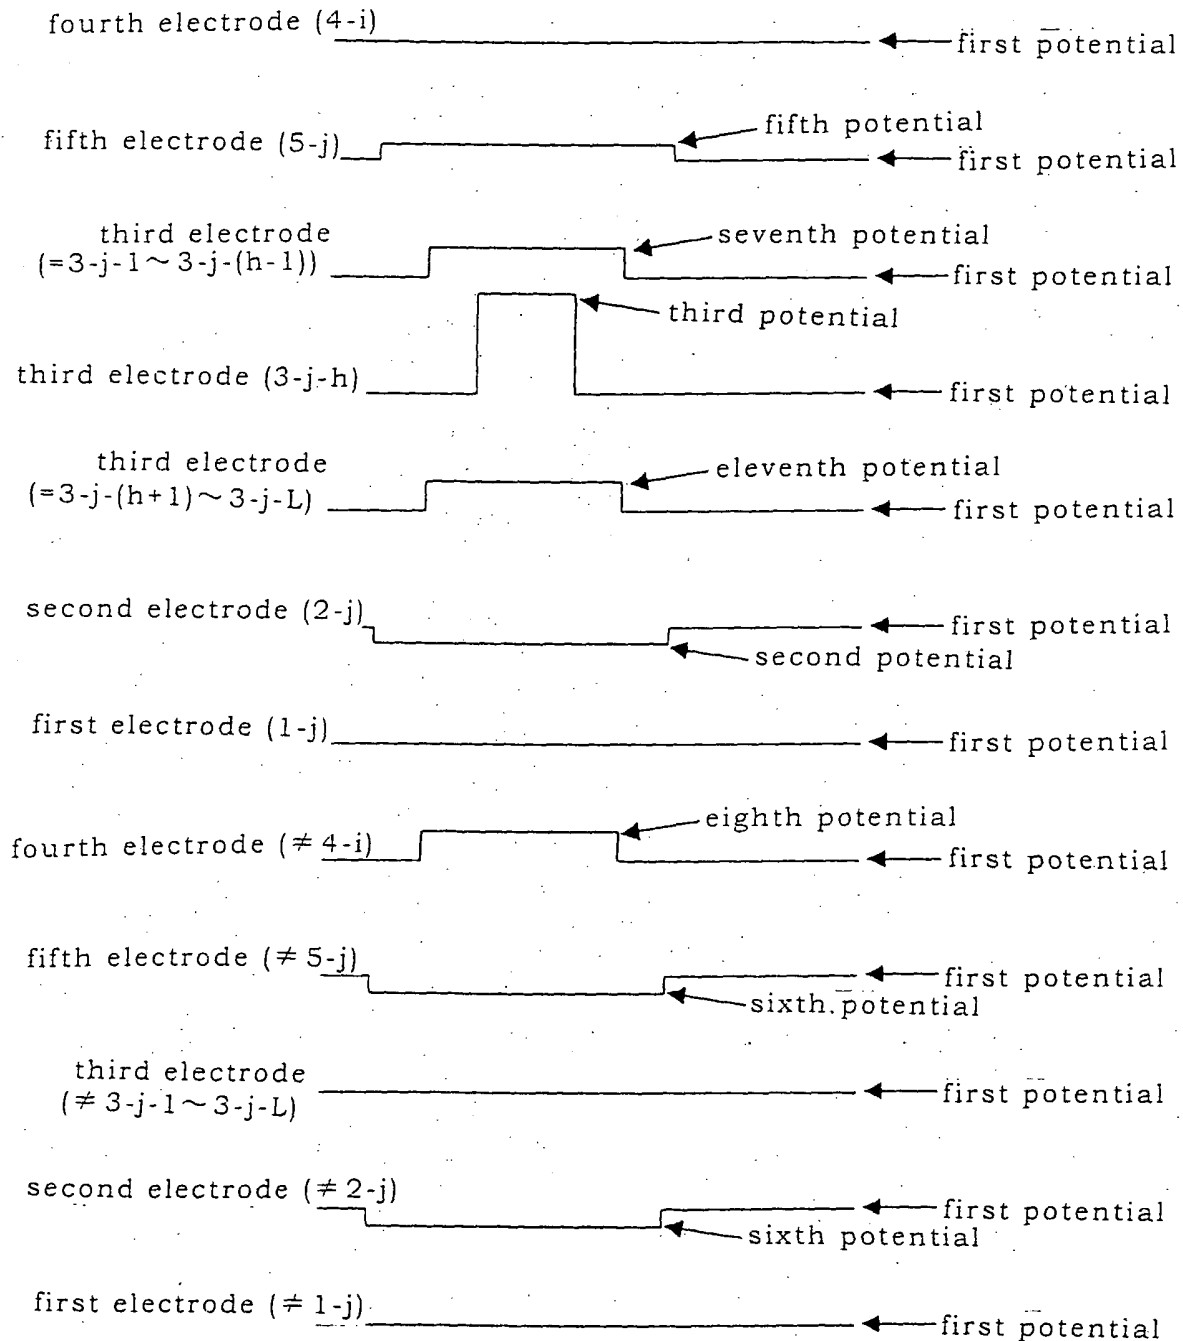 fourth electrode (4-i)
first potential
fifth electrode (5-j)
fifth potential
first potential
third electrode
(=3-j-1~3-j-(h-1))
seventh potential
first potential
third potential
third electrode (3-j-h)
first potential
third electrode
(=3-j-(h+1)~3-j-L)
eleventh potential
first potential
second electrode (2-j)
first potential
second potential
first electrode (1-j)
first potential
fourth electrode (≠ 4-i)
eighth potential
first potential
fifth electrode (≠ 5-j)
first potential
sixth potential
third electrode
(≠ 3-j-1~3-j-L)
first potential
second electrode (≠ 2-j)
first potential
sixth potential
first electrode (≠ 1-j)
first potential